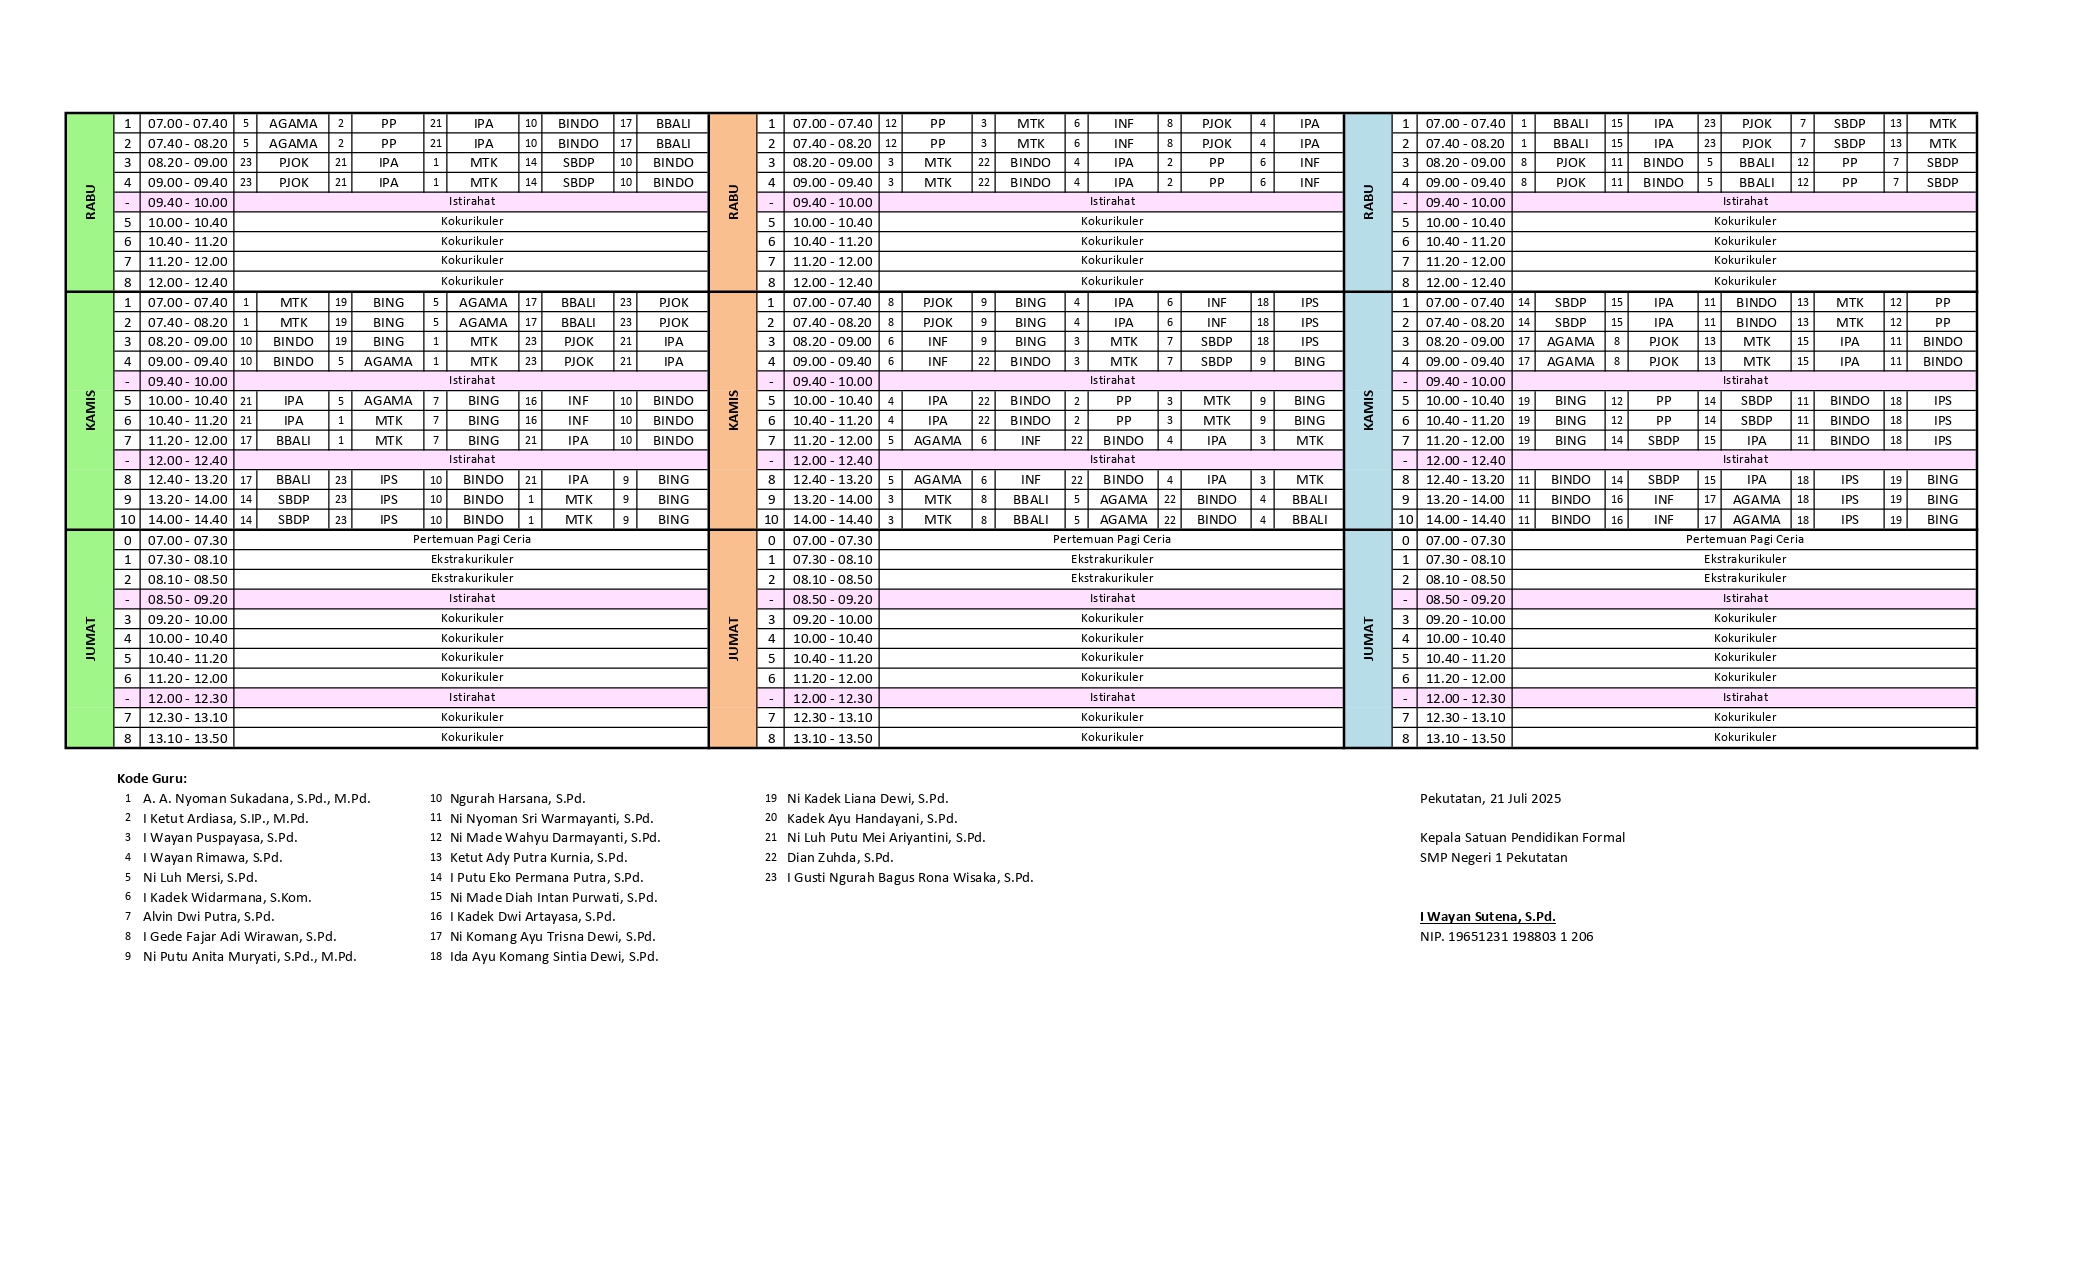 RABU 1 07.00 - 07.40 5 AGAMA 2 PP 21 IPA 10 BINDO 17 BBALI RABU 1 07.00 - 07.40 12 PP 3 MTK 6 INF 8 PJOK 4 IPA RABU 1 07.00 - 07.40 1 BBALI 15 IPA 23 PJOK 7 SBDP 13 MTK
2 07.40 - 08.20 5 AGAMA 2 PP 21 IPA 10 BINDO 17 BBALI 2 07.40 - 08.20 12 PP 3 MTK 6 INF 8 PJOK 4 IPA 2 07.40 - 08.20 1 BBALI 15 IPA 23 PJOK 7 SBDP 13 MTK
3 08.20 - 09.00 23 PJOK 21 IPA 1 MTK 14 SBDP 10 BINDO 3 08.20 - 09.00 3 MTK 22 BINDO 4 IPA 2 PP 6 INF 3 08.20 - 09.00 8 PJOK 11 BINDO 5 BBALI 12 PP 7 SBDP
4 09.00 - 09.40 23 PJOK 21 IPA 1 MTK 14 SBDP 10 BINDO 4 09.00 - 09.40 3 MTK 22 BINDO 4 IPA 2 PP 6 INF 4 09.00 - 09.40 8 PJOK 11 BINDO 5 BBALI 12 PP 7 SBDP
- 09.40 - 10.00 Istirahat - 09.40 - 10.00 Istirahat - 09.40 - 10.00 Istirahat
5 10.00 - 10.40 Kokurikuler 5 10.00 - 10.40 Kokurikuler 5 10.00 - 10.40 Kokurikuler
6 10.40 - 11.20 Kokurikuler 6 10.40 - 11.20 Kokurikuler 6 10.40 - 11.20 Kokurikuler
7 11.20 - 12.00 Kokurikuler 7 11.20 - 12.00 Kokurikuler 7 11.20 - 12.00 Kokurikuler
8 12.00 - 12.40 Kokurikuler 8 12.00 - 12.40 Kokurikuler 8 12.00 - 12.40 Kokurikuler
KAMIS 1 07.00 - 07.40 1 MTK 19 BING 5 AGAMA 17 BBALI 23 PJOK KAMIS 1 07.00 - 07.40 8 PJOK 9 BING 4 IPA 6 INF 18 IPS KAMIS 1 07.00 - 07.40 14 SBDP 15 IPA 11 BINDO 13 MTK 12 PP
2 07.40 - 08.20 1 MTK 19 BING 5 AGAMA 17 BBALI 23 PJOK 2 07.40 - 08.20 8 PJOK 9 BING 4 IPA 6 INF 18 IPS 2 07.40 - 08.20 14 SBDP 15 IPA 11 BINDO 13 MTK 12 PP
3 08.20 - 09.00 10 BINDO 19 BING 1 MTK 23 PJOK 21 IPA 3 08.20 - 09.00 6 INF 9 BING 3 MTK 7 SBDP 18 IPS 3 08.20 - 09.00 17 AGAMA 8 PJOK 13 MTK 15 IPA 11 BINDO
4 09.00 - 09.40 10 BINDO 5 AGAMA 1 MTK 23 PJOK 21 IPA 4 09.00 - 09.40 6 INF 22 BINDO 3 MTK 7 SBDP 9 BING 4 09.00 - 09.40 17 AGAMA 8 PJOK 13 MTK 15 IPA 11 BINDO
- 09.40 - 10.00 Istirahat - 09.40 - 10.00 Istirahat - 09.40 - 10.00 Istirahat
5 10.00 - 10.40 21 IPA 5 AGAMA 7 BING 16 INF 10 BINDO 5 10.00 - 10.40 4 IPA 22 BINDO 2 PP 3 MTK 9 BING 5 10.00 - 10.40 19 BING 12 PP 14 SBDP 11 BINDO 18 IPS
6 10.40 - 11.20 21 IPA 1 MTK 7 BING 16 INF 10 BINDO 6 10.40 - 11.20 4 IPA 22 BINDO 2 PP 3 MTK 9 BING 6 10.40 - 11.20 19 BING 12 PP 14 SBDP 11 BINDO 18 IPS
7 11.20 - 12.00 17 BBALI 1 MTK 7 BING 21 IPA 10 BINDO 7 11.20 - 12.00 5 AGAMA 6 INF 22 BINDO 4 IPA 3 MTK 7 11.20 - 12.00 19 BING 14 SBDP 15 IPA 11 BINDO 18 IPS
- 12.00 - 12.40 Istirahat - 12.00 - 12.40 Istirahat - 12.00 - 12.40 Istirahat
8 12.40 - 13.20 17 BBALI 23 IPS 10 BINDO 21 IPA 9 BING 8 12.40 - 13.20 5 AGAMA 6 INF 22 BINDO 4 IPA 3 MTK 8 12.40 - 13.20 11 BINDO 14 SBDP 15 IPA 18 IPS 19 BING
9 13.20 - 14.00 14 SBDP 23 IPS 10 BINDO 1 MTK 9 BING 9 13.20 - 14.00 3 MTK 8 BBALI 5 AGAMA 22 BINDO 4 BBALI 9 13.20 - 14.00 11 BINDO 16 INF 17 AGAMA 18 IPS 19 BING
10 14.00 - 14.40 14 SBDP 23 IPS 10 BINDO 1 MTK 9 BING 10 14.00 - 14.40 3 MTK 8 BBALI 5 AGAMA 22 BINDO 4 BBALI 10 14.00 - 14.40 11 BINDO 16 INF 17 AGAMA 18 IPS 19 BING
JUMAT 0 07.00 - 07.30 Pertemuan Pagi Ceria JUMAT 0 07.00 - 07.30 Pertemuan Pagi Ceria JUMAT 0 07.00 - 07.30 Pertemuan Pagi Ceria
1 07.30 - 08.10 Ekstrakurikuler 1 07.30 - 08.10 Ekstrakurikuler 1 07.30 - 08.10 Ekstrakurikuler
2 08.10 - 08.50 Ekstrakurikuler 2 08.10 - 08.50 Ekstrakurikuler 2 08.10 - 08.50 Ekstrakurikuler
- 08.50 - 09.20 Istirahat - 08.50 - 09.20 Istirahat - 08.50 - 09.20 Istirahat
3 09.20 - 10.00 Kokurikuler 3 09.20 - 10.00 Kokurikuler 3 09.20 - 10.00 Kokurikuler
4 10.00 - 10.40 Kokurikuler 4 10.00 - 10.40 Kokurikuler 4 10.00 - 10.40 Kokurikuler
5 10.40 - 11.20 Kokurikuler 5 10.40 - 11.20 Kokurikuler 5 10.40 - 11.20 Kokurikuler
6 11.20 - 12.00 Kokurikuler 6 11.20 - 12.00 Kokurikuler 6 11.20 - 12.00 Kokurikuler
- 12.00 - 12.30 Istirahat - 12.00 - 12.30 Istirahat - 12.00 - 12.30 Istirahat
7 12.30 - 13.10 Kokurikuler 7 12.30 - 13.10 Kokurikuler 7 12.30 - 13.10 Kokurikuler
8 13.10 - 13.50 Kokurikuler 8 13.10 - 13.50 Kokurikuler 8 13.10 - 13.50 Kokurikuler
Kode Guru:
1 A. A. Nyoman Sukadana, S.Pd., M.Pd.
2 I Ketut Ardiasa, S.IP., M.Pd.
3 I Wayan Puspayasa, S.Pd.
4 I Wayan Rimawa, S.Pd.
5 Ni Luh Mersi, S.Pd.
6 I Kadek Widarmana, S.Kom.
7 Alvin Dwi Putra, S.Pd.
8 I Gede Fajar Adi Wirawan, S.Pd.
9 Ni Putu Anita Muryati, S.Pd., M.Pd.
10 Ngurah Harsana, S.Pd.
11 Ni Nyoman Sri Warmayanti, S.Pd.
12 Ni Made Wahyu Darmayanti, S.Pd.
13 Ketut Ady Putra Kurnia, S.Pd.
14 I Putu Eko Permana Putra, S.Pd.
15 Ni Made Diah Intan Purwati, S.Pd.
16 I Kadek Dwi Artayasa, S.Pd.
17 Ni Komang Ayu Trisna Dewi, S.Pd.
18 Ida Ayu Komang Sintia Dewi, S.Pd.
19 Ni Kadek Liana Dewi, S.Pd.
20 Kadek Ayu Handayani, S.Pd.
21 Ni Luh Putu Mei Ariyantini, S.Pd.
22 Dian Zuhda, S.Pd.
23 I Gusti Ngurah Bagus Rona Wisaka, S.Pd.
Pekutatan, 21 Juli 2025
Kepala Satuan Pendidikan Formal
SMP Negeri 1 Pekutatan
I Wayan Sutena, S.Pd.
NIP. 19651231 198803 1 206